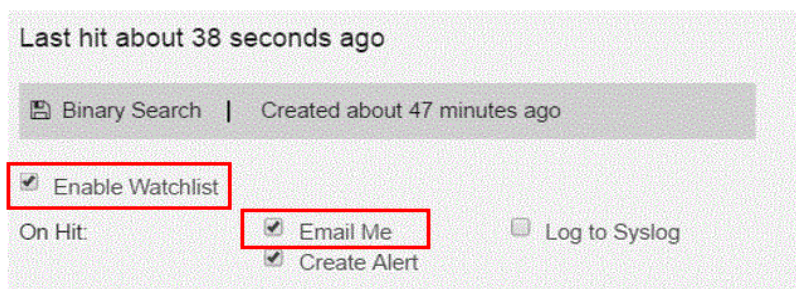 Last hit about 38 seconds ago
Binary Search | Created about 47 minutes ago
Enable Watchlist
On Hit: Email Me Log to Syslog
Create Alert